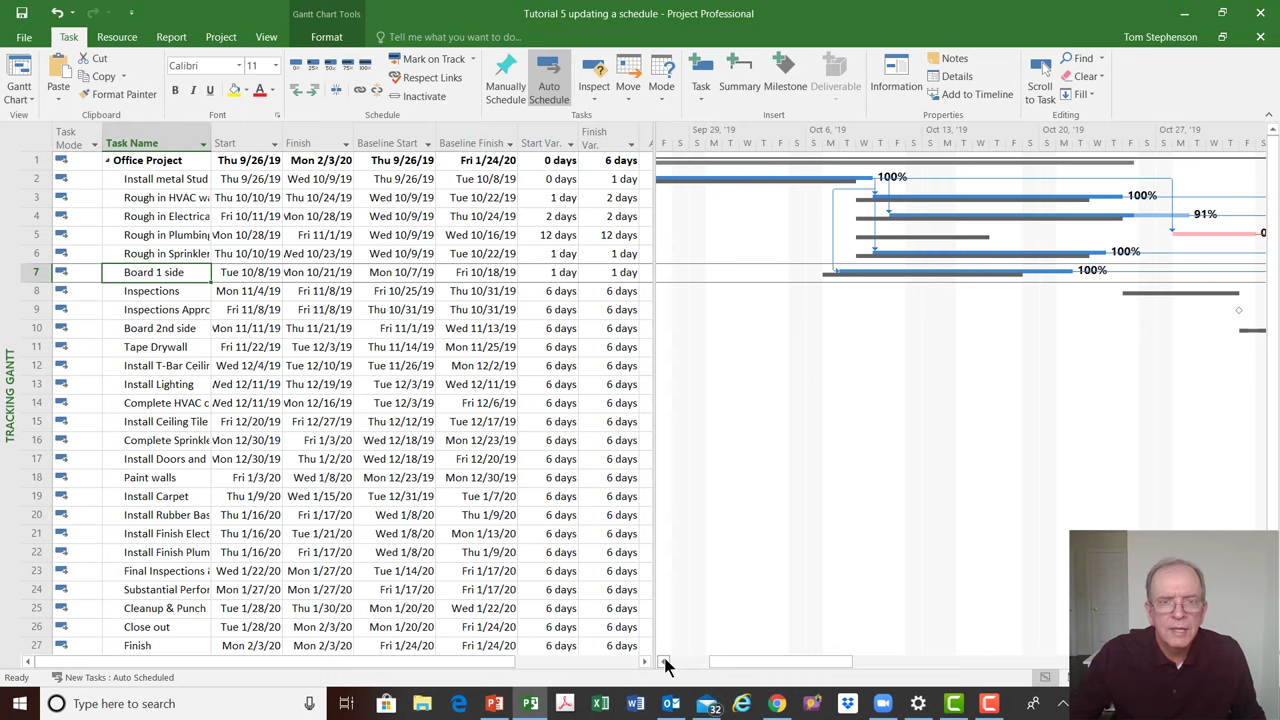 Gantt Chart Tools
Tutorial 5 updating a schedule - Project Professional
File Task Resource Report Project View Format Tell me what you want to do... Tom Stephenson
Gantt Chart
Paste
Cut
Copy
Format Painter
Calibri 11
B I U
0% 25% 50% 75% 100%
Mark on Track
Respect Links
Inactivate
Manually Schedule
Auto Schedule
Inspect
Move
Mode
Task
Summary
Milestone
Deliverable
Information
Notes
Details
Add to Timeline
Scroll to Task
Find
Clear
Fill
View Clipboard Font Schedule Tasks Insert Properties Editing
Task Mode Task Name Start Finish Baseline Start Baseline Finish Start Var. Finish Var.
Sep 29, '19 Oct 6, '19 Oct 13, '19 Oct 20, '19 Oct 27, '19
F S S M T W T F S S M T W T F S S M T W T F S S M T W T F S S M T W T F S
1 Office Project Thu 9/26/19 Mon 2/3/20 Thu 9/26/19 Fri 1/24/20 0 days 6 days
2 Install metal Stud Thu 9/26/19 Wed 10/9/19 Thu 9/26/19 Tue 10/8/19 0 days 1 day 100%
3 Rough in HVAC wa Thu 10/10/19 Thu 10/24/19 Wed 10/9/19 Tue 10/22/19 1 day 2 days 100%
4 Rough in Electrica Fri 10/11/19 Mon 10/28/19 Wed 10/9/19 Thu 10/24/19 2 days 2 days 91%
5 Rough in Plumbing Mon 10/28/19 Fri 11/1/19 Wed 10/9/19 Wed 10/16/19 12 days 12 days 0
6 Rough in Sprinkler Thu 10/10/19 Wed 10/23/19 Wed 10/9/19 Tue 10/22/19 1 day 1 day 100%
7 Board 1 side Tue 10/8/19 Mon 10/21/19 Mon 10/7/19 Fri 10/18/19 1 day 1 day 100%
8 Inspections Mon 11/4/19 Fri 11/8/19 Fri 10/25/19 Thu 10/31/19 6 days 6 days
9 Inspections Appro Fri 11/8/19 Fri 11/8/19 Thu 10/31/19 Thu 10/31/19 6 days 6 days
10 Board 2nd side Mon 11/11/19 Thu 11/21/19 Fri 11/1/19 Wed 11/13/19 6 days 6 days
11 Tape Drywall Fri 11/22/19 Tue 12/3/19 Thu 11/14/19 Mon 11/25/19 6 days 6 days
12 Install T-Bar Ceilin Wed 12/4/19 Tue 12/10/19 Tue 11/26/19 Mon 12/2/19 6 days 6 days
13 Install Lighting Wed 12/11/19 Thu 12/19/19 Tue 12/3/19 Wed 12/11/19 6 days 6 days
14 Complete HVAC c Wed 12/11/19 Mon 12/16/19 Tue 12/3/19 Fri 12/6/19 6 days 6 days
15 Install Ceiling Tile Fri 12/20/19 Fri 12/27/19 Thu 12/12/19 Tue 12/17/19 6 days 6 days
16 Complete Sprinkle Mon 12/30/19 Fri 1/3/20 Wed 12/18/19 Mon 12/23/19 6 days 6 days
17 Install Doors and Mon 12/30/19 Thu 1/2/20 Wed 12/18/19 Fri 12/20/19 6 days 6 days
18 Paint walls Fri 1/3/20 Wed 1/8/20 Mon 12/23/19 Mon 12/30/19 6 days 6 days
19 Install Carpet Thu 1/9/20 Wed 1/15/20 Tue 12/31/19 Tue 1/7/20 6 days 6 days
20 Install Rubber Bas Thu 1/16/20 Fri 1/17/20 Wed 1/8/20 Thu 1/9/20 6 days 6 days
21 Install Finish Elect Thu 1/16/20 Tue 1/21/20 Wed 1/8/20 Mon 1/13/20 6 days 6 days
22 Install Finish Plum Thu 1/16/20 Fri 1/17/20 Wed 1/8/20 Thu 1/9/20 6 days 6 days
23 Final Inspections & Wed 1/22/20 Mon 1/27/20 Tue 1/14/20 Fri 1/17/20 6 days 6 days
24 Substantial Perfor Mon 1/27/20 Mon 1/27/20 Fri 1/17/20 Fri 1/17/20 6 days 6 days
25 Cleanup & Punch Tue 1/28/20 Thu 1/30/20 Mon 1/20/20 Wed 1/22/20 6 days 6 days
26 Close out Tue 1/28/20 Mon 2/3/20 Mon 1/20/20 Fri 1/24/20 6 days 6 days
27 Finish Mon 2/3/20 Mon 2/3/20 Fri 1/24/20 Fri 1/24/20 6 days 6 days
TRACKING GANTT
Ready New Tasks : Auto Scheduled
Type here to search
32